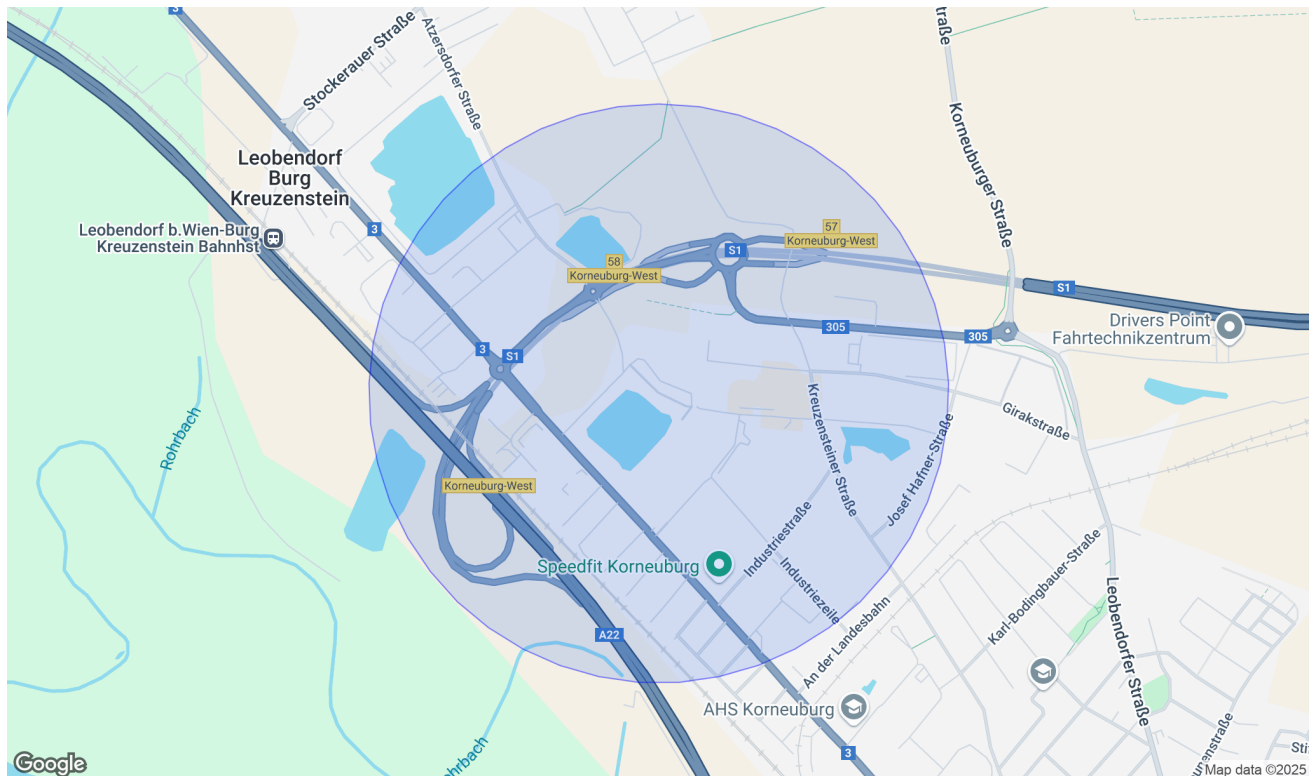 3
Stockerauer Straße
Atzersdorfer Straße
Korneuburger Straße
Leobendorf
Burg
Kreuzenstein
Leobendorf b.Wien-Burg
Kreuzenstein Bahnhst
3
57
Korneuburg-West
S1
58
Korneuburg-West
S1
305
305
Drivers Point
Fahrtechnikzentrum
3
S1
Rohrbach
Kreuzensteiner Straße
Girakstraße
Josef Hafner-Straße
Korneuburg-West
Industriestraße
Speedfit Korneuburg
Industriezeile
Karl-Bodingbauer-Straße
Leobendorfer Straße
An der Landesbahn
A22
AHS Korneuburg
3
Google
Map data ©2025